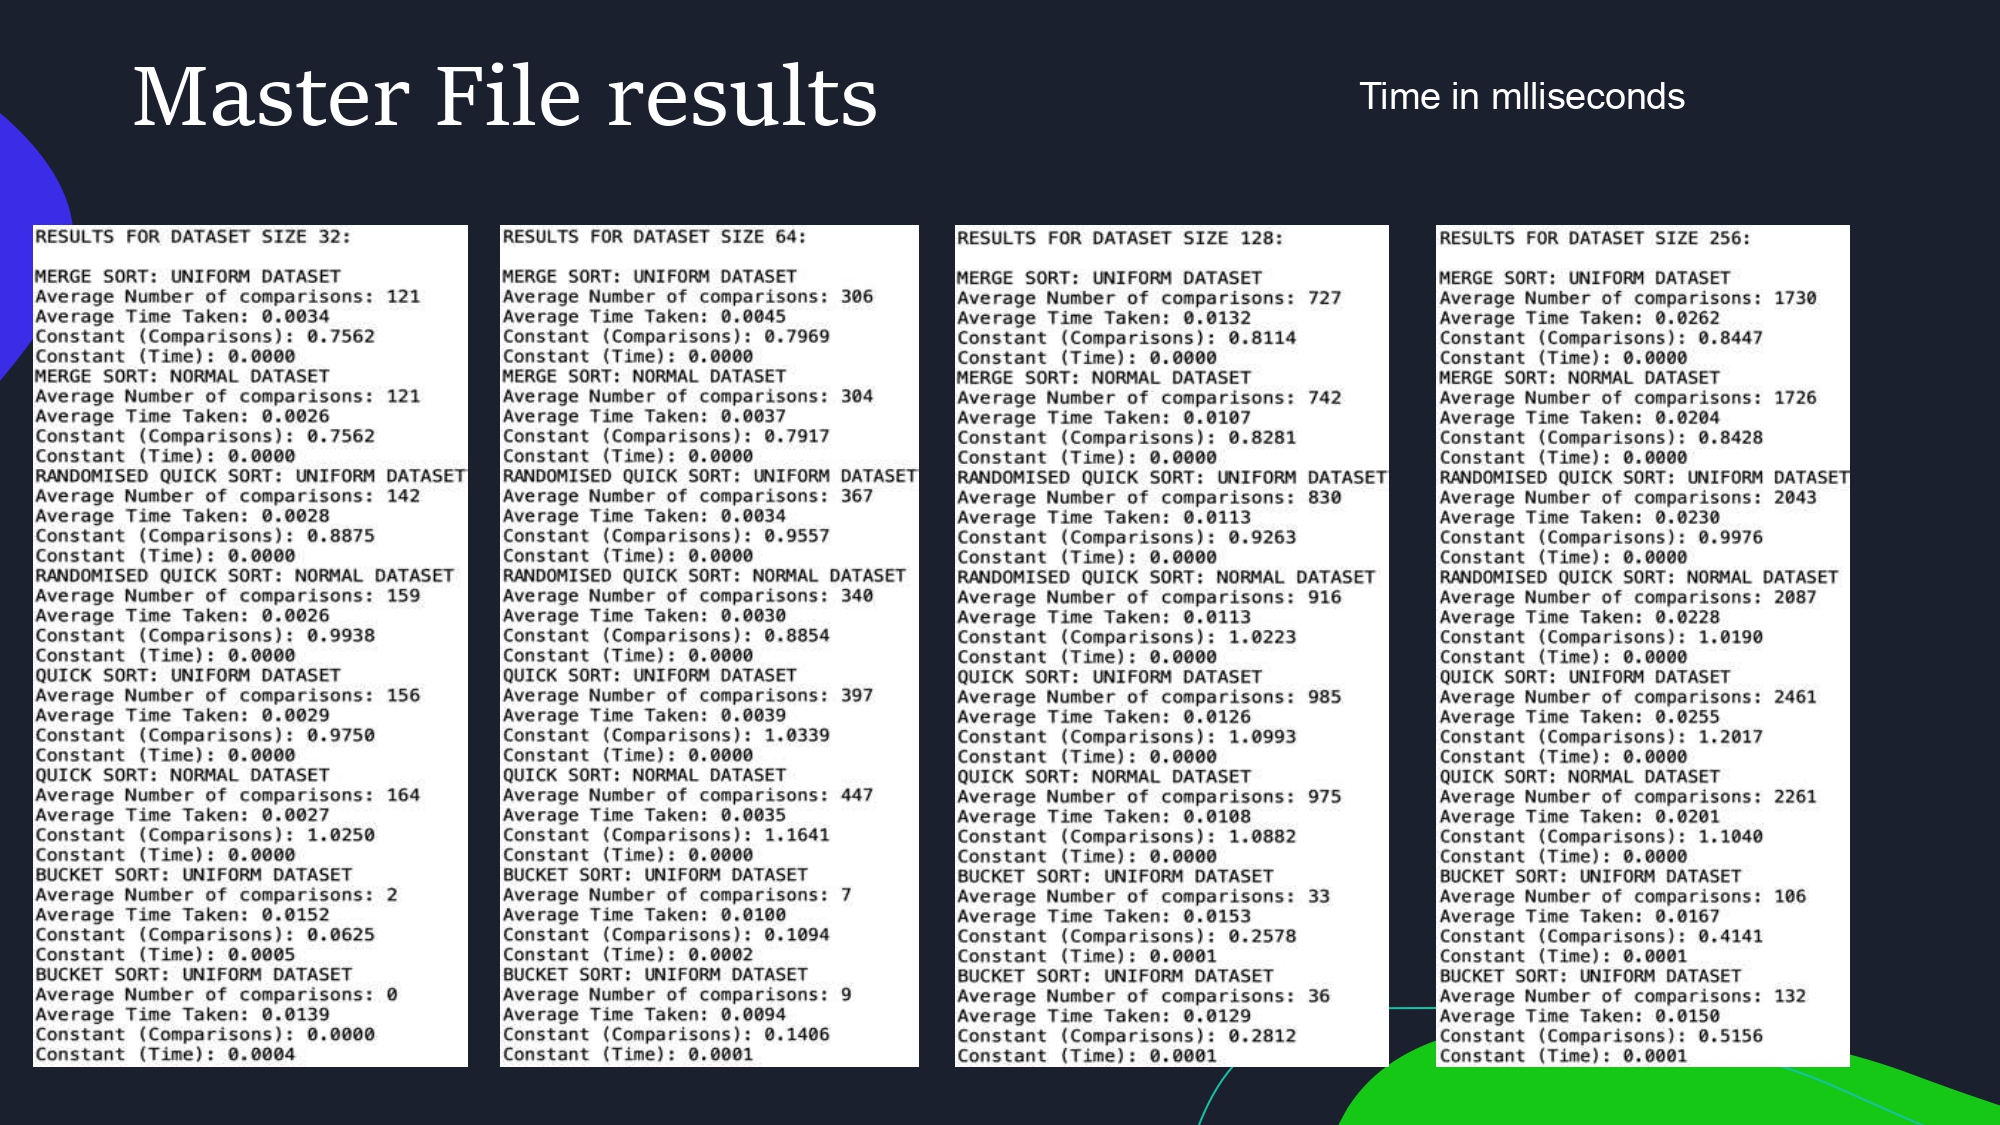 Master File results
Time in mlliseconds
RESULTS FOR DATASET SIZE 32:
MERGE SORT: UNIFORM DATASET
Average Number of comparisons: 121
Average Time Taken: 0.0034
Constant (Comparisons): 0.7562
Constant (Time): 0.0000
MERGE SORT: NORMAL DATASET
Average Number of comparisons: 121
Average Time Taken: 0.0026
Constant (Comparisons): 0.7562
Constant (Time): 0.0000
RANDOMISED QUICK SORT: UNIFORM DATASET
Average Number of comparisons: 142
Average Time Taken: 0.0028
Constant (Comparisons): 0.8875
Constant (Time): 0.0000
RANDOMISED QUICK SORT: NORMAL DATASET
Average Number of comparisons: 159
Average Time Taken: 0.0026
Constant (Comparisons): 0.9938
Constant (Time): 0.0000
QUICK SORT: UNIFORM DATASET
Average Number of comparisons: 156
Average Time Taken: 0.0029
Constant (Comparisons): 0.9750
Constant (Time): 0.0000
QUICK SORT: NORMAL DATASET
Average Number of comparisons: 164
Average Time Taken: 0.0027
Constant (Comparisons): 1.0250
Constant (Time): 0.0000
BUCKET SORT: UNIFORM DATASET
Average Number of comparisons: 2
Average Time Taken: 0.0152
Constant (Comparisons): 0.0625
Constant (Time): 0.0005
BUCKET SORT: UNIFORM DATASET
Average Number of comparisons: 0
Average Time Taken: 0.0139
Constant (Comparisons): 0.0000
Constant (Time): 0.0004
RESULTS FOR DATASET SIZE 64:
MERGE SORT: UNIFORM DATASET
Average Number of comparisons: 306
Average Time Taken: 0.0045
Constant (Comparisons): 0.7969
Constant (Time): 0.0000
MERGE SORT: NORMAL DATASET
Average Number of comparisons: 304
Average Time Taken: 0.0037
Constant (Comparisons): 0.7917
Constant (Time): 0.0000
RANDOMISED QUICK SORT: UNIFORM DATASET
Average Number of comparisons: 367
Average Time Taken: 0.0034
Constant (Comparisons): 0.9557
Constant (Time): 0.0000
RANDOMISED QUICK SORT: NORMAL DATASET
Average Number of comparisons: 340
Average Time Taken: 0.0030
Constant (Comparisons): 0.8854
Constant (Time): 0.0000
QUICK SORT: UNIFORM DATASET
Average Number of comparisons: 397
Average Time Taken: 0.0039
Constant (Comparisons): 1.0339
Constant (Time): 0.0000
QUICK SORT: NORMAL DATASET
Average Number of comparisons: 447
Average Time Taken: 0.0035
Constant (Comparisons): 1.1641
Constant (Time): 0.0000
BUCKET SORT: UNIFORM DATASET
Average Number of comparisons: 7
Average Time Taken: 0.0100
Constant (Comparisons): 0.1094
Constant (Time): 0.0002
BUCKET SORT: UNIFORM DATASET
Average Number of comparisons: 9
Average Time Taken: 0.0094
Constant (Comparisons): 0.1406
Constant (Time): 0.0001
RESULTS FOR DATASET SIZE 128:
MERGE SORT: UNIFORM DATASET
Average Number of comparisons: 727
Average Time Taken: 0.0132
Constant (Comparisons): 0.8114
Constant (Time): 0.0000
MERGE SORT: NORMAL DATASET
Average Number of comparisons: 742
Average Time Taken: 0.0107
Constant (Comparisons): 0.8281
Constant (Time): 0.0000
RANDOMISED QUICK SORT: UNIFORM DATASET
Average Number of comparisons: 830
Average Time Taken: 0.0113
Constant (Comparisons): 0.9263
Constant (Time): 0.0000
RANDOMISED QUICK SORT: NORMAL DATASET
Average Number of comparisons: 916
Average Time Taken: 0.0113
Constant (Comparisons): 1.0223
Constant (Time): 0.0000
QUICK SORT: UNIFORM DATASET
Average Number of comparisons: 985
Average Time Taken: 0.0126
Constant (Comparisons): 1.0993
Constant (Time): 0.0000
QUICK SORT: NORMAL DATASET
Average Number of comparisons: 975
Average Time Taken: 0.0108
Constant (Comparisons): 1.0882
Constant (Time): 0.0000
BUCKET SORT: UNIFORM DATASET
Average Number of comparisons: 33
Average Time Taken: 0.0153
Constant (Comparisons): 0.2578
Constant (Time): 0.0001
BUCKET SORT: UNIFORM DATASET
Average Number of comparisons: 36
Average Time Taken: 0.0129
Constant (Comparisons): 0.2812
Constant (Time): 0.0001
RESULTS FOR DATASET SIZE 256:
MERGE SORT: UNIFORM DATASET
Average Number of comparisons: 1730
Average Time Taken: 0.0262
Constant (Comparisons): 0.8447
Constant (Time): 0.0000
MERGE SORT: NORMAL DATASET
Average Number of comparisons: 1726
Average Time Taken: 0.0204
Constant (Comparisons): 0.8428
Constant (Time): 0.0000
RANDOMISED QUICK SORT: UNIFORM DATASET
Average Number of comparisons: 2043
Average Time Taken: 0.0230
Constant (Comparisons): 0.9976
Constant (Time): 0.0000
RANDOMISED QUICK SORT: NORMAL DATASET
Average Number of comparisons: 2087
Average Time Taken: 0.0228
Constant (Comparisons): 1.0190
Constant (Time): 0.0000
QUICK SORT: UNIFORM DATASET
Average Number of comparisons: 2461
Average Time Taken: 0.0255
Constant (Comparisons): 1.2017
Constant (Time): 0.0000
QUICK SORT: NORMAL DATASET
Average Number of comparisons: 2261
Average Time Taken: 0.0201
Constant (Comparisons): 1.1040
Constant (Time): 0.0000
BUCKET SORT: UNIFORM DATASET
Average Number of comparisons: 106
Average Time Taken: 0.0167
Constant (Comparisons): 0.4141
Constant (Time): 0.0001
BUCKET SORT: UNIFORM DATASET
Average Number of comparisons: 132
Average Time Taken: 0.0150
Constant (Comparisons): 0.5156
Constant (Time): 0.0001